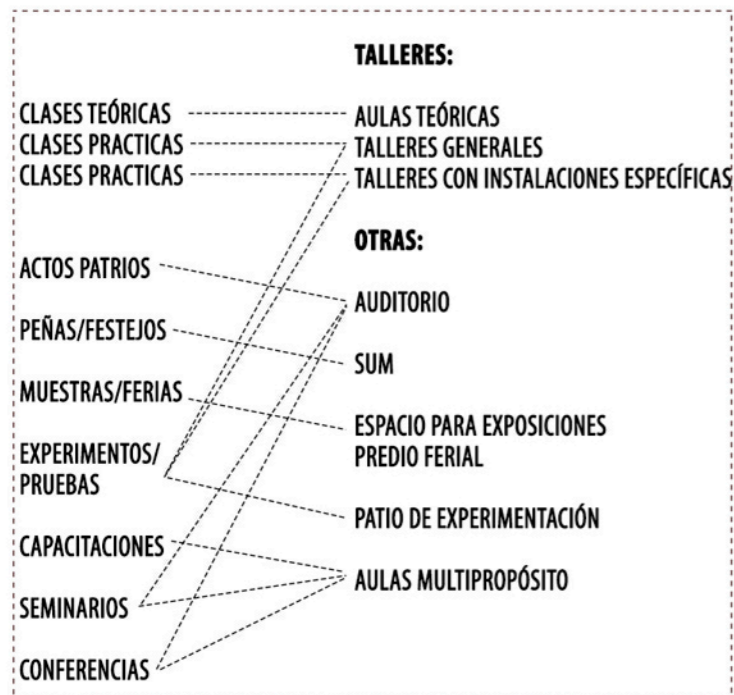 TALLERES:
CLASES TEÓRICAS
AULAS TEÓRICAS
CLASES PRACTICAS
TALLERES GENERALES
CLASES PRACTICAS
TALLERES CON INSTALACIONES ESPECÍFICAS
OTRAS:
ACTOS PATRIOS
AUDITORIO
PEÑAS/FESTEJOS
SUM
MUESTRAS/FERIAS
ESPACIO PARA EXPOSICIONES
PREDIO FERIAL
EXPERIMENTOS/
PRUEBAS
PATIO DE EXPERIMENTACIÓN
CAPACITACIONES
AULAS MULTIPROPÓSITO
SEMINARIOS
CONFERENCIAS